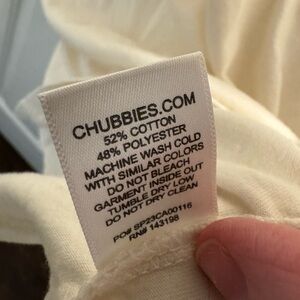 CHUBBIES.COM
52% COTTON
48% POLYESTER
MACHINE WASH COLD
WITH SIMILAR COLORS
DO NOT BLEACH
GARMENT INSIDE OUT
TUMBLE DRY LOW
DO NOT DRY CLEAN
PO# SP23CA00116
RN# 143198